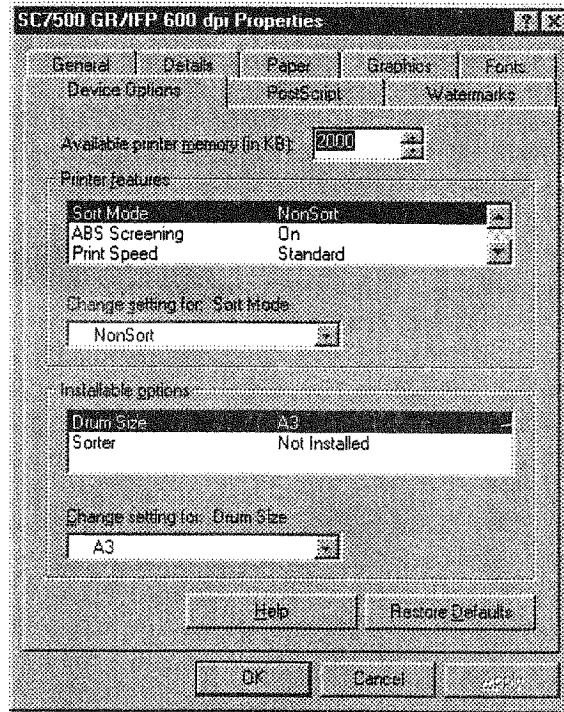 SC7500 GR/IFP 600 dpi Properties
General Details Paper Graphics Fonts
Device Options PostScript Watermarks
Available printer memory (in KB): 2000
Printer features
Sort Mode NonSort
ABS Screening On
Print Speed Standard
Change setting for: Sort Mode
NonSort
Installable options
Drum Size A3
Sorter Not Installed
Change setting for: Drum Size
A3
Help Restore Defaults
OK Cancel Apply